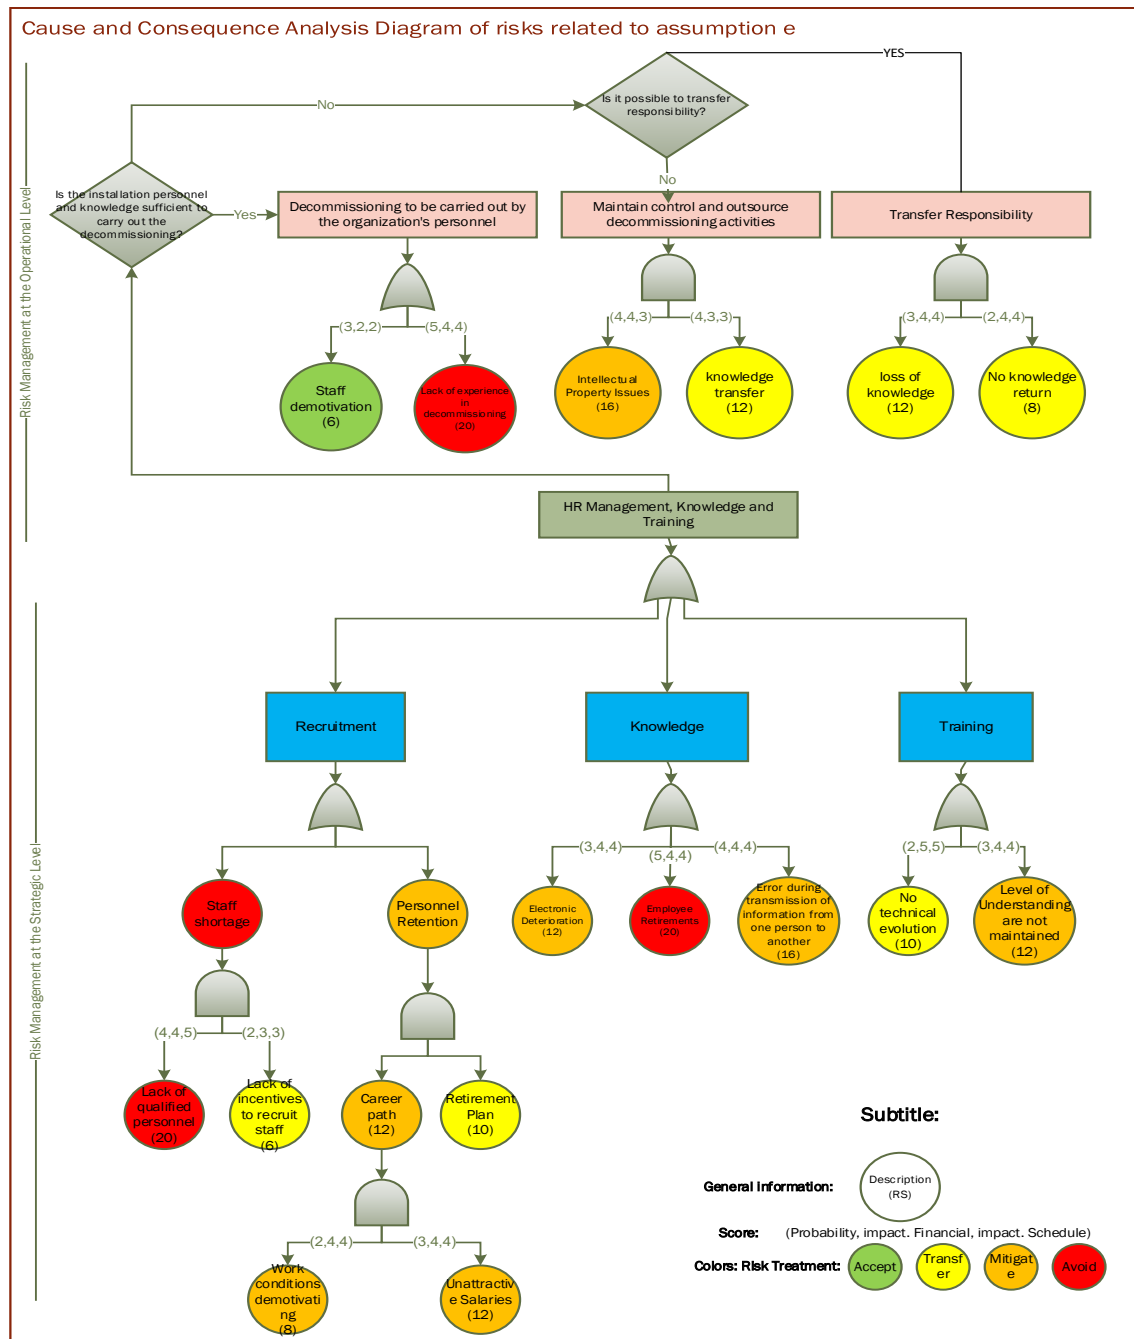 Cause and Consequence Analysis Diagram of risks related to assumption e
YES
No
Is it possible to transfer
responsibility?
Risk Management at the Operational Level
Is the installation personnel
and knowledge sufficient to
carry out the
decommissioning?
Yes
No
Decommissioning to be carried out by
the organization's personnel
Maintain control and outsource
decommissioning activities
Transfer Responsibility
(3,2,2)
(5,4,4)
(4,4,3)
(4,3,3)
(3,4,4)
(2,4,4)
Staff
demotivation
(6)
Lack of experience
in
decommissioning
(20)
Intellectual
Property Issues
(16)
knowledge
transfer
(12)
loss of
knowledge
(12)
No knowledge
return
(8)
HR Management, Knowledge and
Training
Risk Management at the Strategic Level
Recruitment
Knowledge
Training
(3,4,4)
(5,4,4)
(4,4,4)
(2,5,5)
(3,4,4)
Staff
shortage
Personnel
Retention
Electronic
Deterioration
(12)
Employee
Retirements
(20)
Error during
transmission of
information from
one person to
another
(16)
No
technical
evolution
(10)
Level of
Understanding
are not
maintained
(12)
(4,4,5)
(2,3,3)
Lack of
qualified
personnel
(20)
Lack of
incentives
to recruit
staff
(6)
Career
path
(12)
Retirement
Plan
(10)
(2,4,4)
(3,4,4)
Work
conditions
demotivati
ng
(8)
Unattractiv
e Salaries
(12)
Subtitle:
General information:
Description
(RS)
Score:
(Probability, impact. Financial, impact. Schedule)
Colors: Risk Treatment:
Accept
Transf
er
Mitigat
e
Avoid